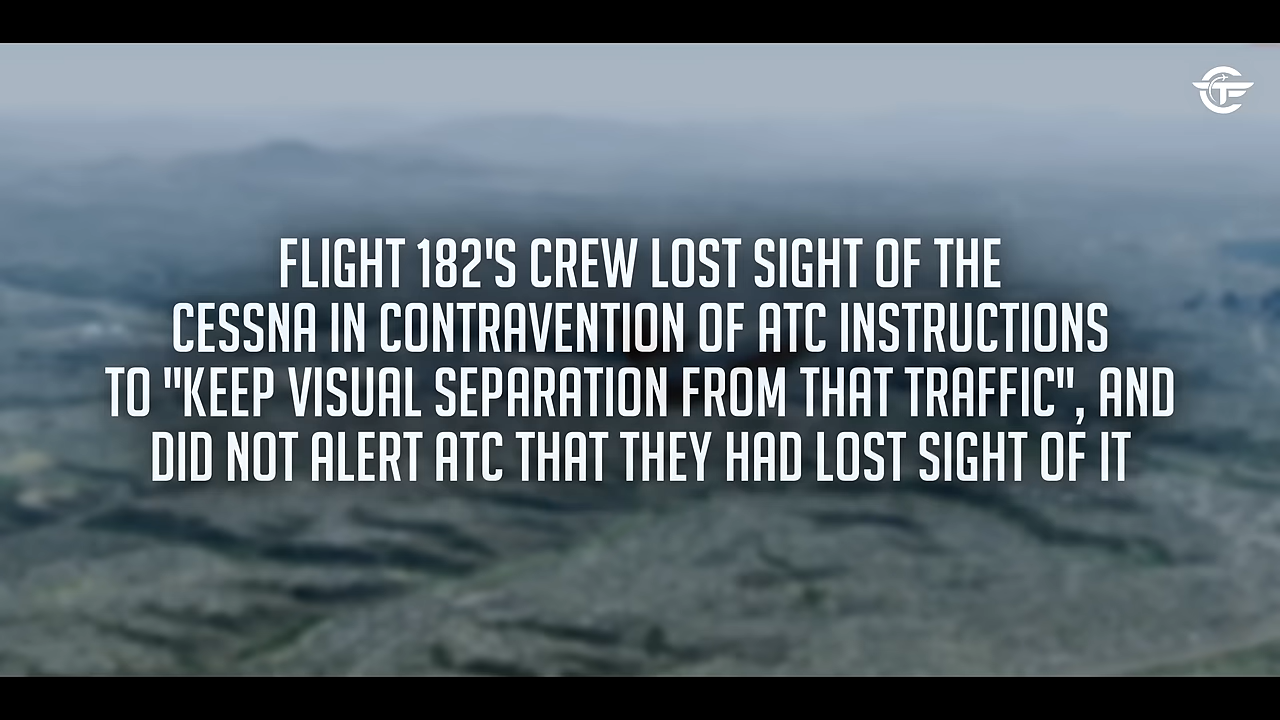 FLIGHT 182'S CREW LOST SIGHT OF THE
CESSNA IN CONTRAVENTION OF ATC INSTRUCTIONS
TO "KEEP VISUAL SEPARATION FROM THAT TRAFFIC", AND
DID NOT ALERT ATC THAT THEY HAD LOST SIGHT OF IT